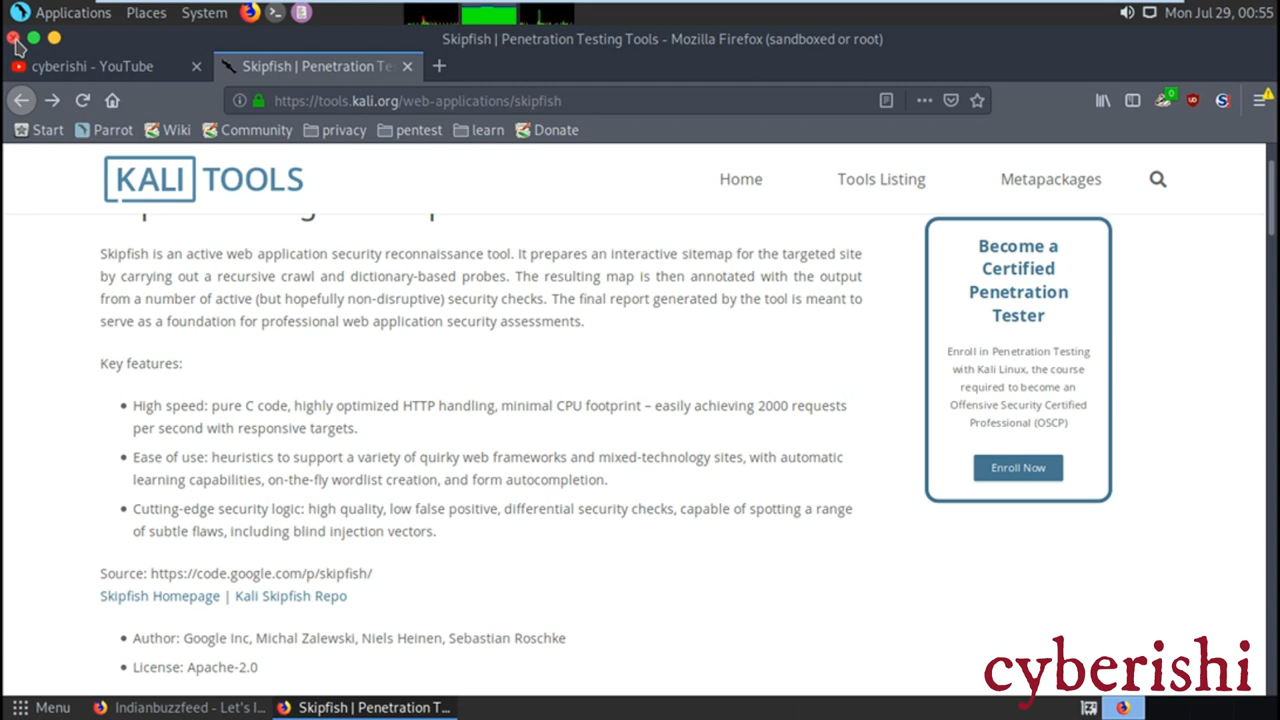 Applications Places System Mon Jul 29, 00:55
Skipfish | Penetration Testing Tools - Mozilla Firefox (sandboxed or root)
cyberishi - YouTube Skipfish | Penetration Te
https://tools.kali.org/web-applications/skipfish
Start Parrot Wiki Community privacy pentest learn Donate
KALI TOOLS Home Tools Listing Metapackages
Skipfish is an active web application security reconnaissance tool. It prepares an interactive sitemap for the targeted site
by carrying out a recursive crawl and dictionary-based probes. The resulting map is then annotated with the output
from a number of active (but hopefully non-disruptive) security checks. The final report generated by the tool is meant to
serve as a foundation for professional web application security assessments.
Key features:
• High speed: pure C code, highly optimized HTTP handling, minimal CPU footprint – easily achieving 2000 requests
per second with responsive targets.
• Ease of use: heuristics to support a variety of quirky web frameworks and mixed-technology sites, with automatic
learning capabilities, on-the-fly wordlist creation, and form autocompletion.
• Cutting-edge security logic: high quality, low false positive, differential security checks, capable of spotting a range
of subtle flaws, including blind injection vectors.
Source: https://code.google.com/p/skipfish/
Skipfish Homepage | Kali Skipfish Repo
• Author: Google Inc, Michal Zalewski, Niels Heinen, Sebastian Roschke
• License: Apache-2.0
Become a
Certified
Penetration
Tester
Enroll in Penetration Testing
with Kali Linux, the course
required to become an
Offensive Security Certified
Professional (OSCP)
Enroll Now
cyberishi
Menu Indianbuzzfeed - Let's I... Skipfish | Penetration T...